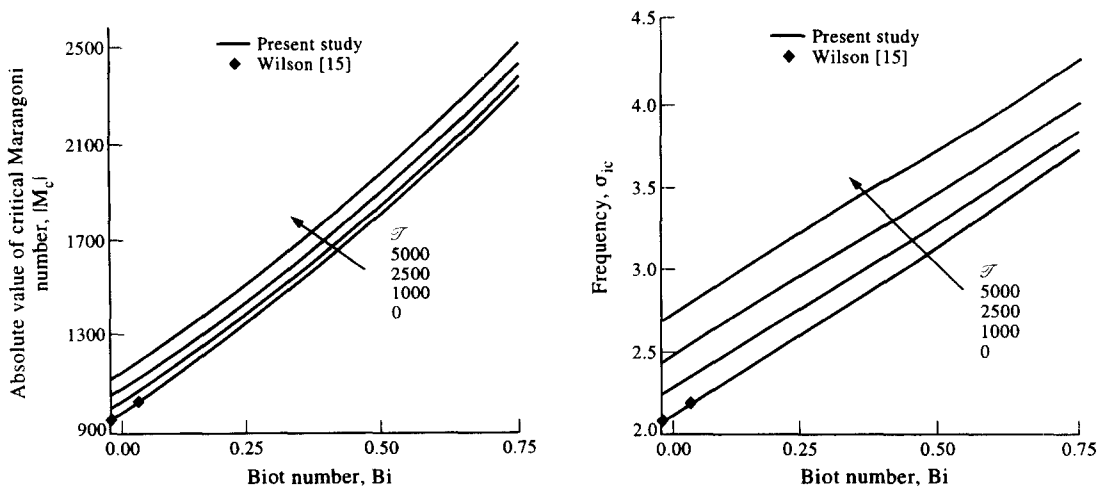 Absolute value of critical Marangoni
number, |M_c|
2500
2100
1700
1300
900
Present study
Wilson [15]
𝒯
5000
2500
1000
0
0.00 0.25 0.50 0.75
Biot number, Bi
Frequency, σ_ic
4.5
4.0
3.5
3.0
2.5
2.0
Present study
Wilson [15]
𝒯
5000
2500
1000
0
0.00 0.25 0.50 0.75
Biot number, Bi